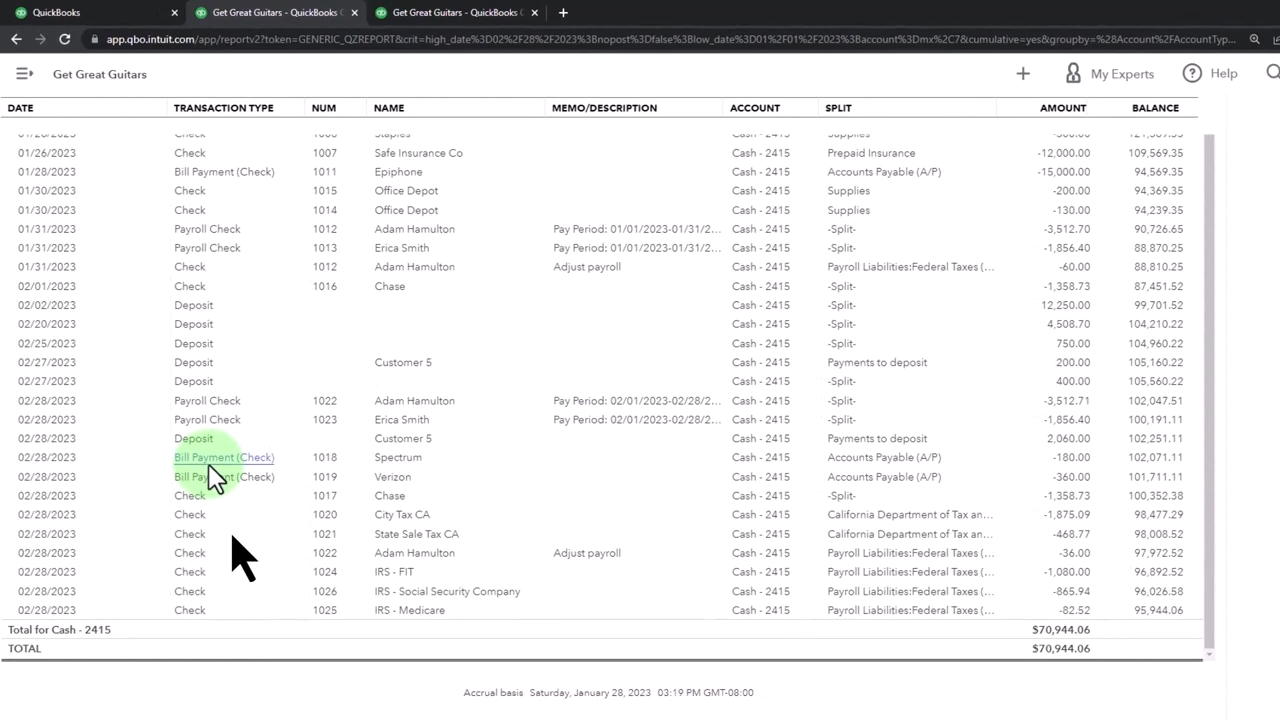 QuickBooks
Get Great Guitars - QuickBooks
Get Great Guitars - QuickBooks
app.qbo.intuit.com/app/reportv2?token=GENERIC_QZREPORT&crit=high_date%3D02%2F28%2F2023%3Bnopost%3Dfalse%3Blow_date%3D01%2F01%2F2023%3Baccount%3Dmx%2C7&cumulative=yes&groupby=%28Account%2FAccountTyp...
Get Great Guitars My Experts Help
DATE TRANSACTION TYPE NUM NAME MEMO/DESCRIPTION ACCOUNT SPLIT AMOUNT BALANCE
01/26/2023 Check Staples Cash - 2415 Supplies
01/26/2023 Check 1007 Safe Insurance Co Cash - 2415 Prepaid Insurance -12,000.00 109,569.35
01/28/2023 Bill Payment (Check) 1011 Epiphone Cash - 2415 Accounts Payable (A/P) -15,000.00 94,569.35
01/30/2023 Check 1015 Office Depot Cash - 2415 Supplies -200.00 94,369.35
01/30/2023 Check 1014 Office Depot Cash - 2415 Supplies -130.00 94,239.35
01/31/2023 Payroll Check 1012 Adam Hamulton Pay Period: 01/01/2023-01/31/2... Cash - 2415 -Split- -3,512.70 90,726.65
01/31/2023 Payroll Check 1013 Erica Smith Pay Period: 01/01/2023-01/31/2... Cash - 2415 -Split- -1,856.40 88,870.25
01/31/2023 Check 1012 Adam Hamulton Adjust payroll Cash - 2415 Payroll Liabilities:Federal Taxes (... -60.00 88,810.25
02/01/2023 Check 1016 Chase Cash - 2415 -Split- -1,358.73 87,451.52
02/02/2023 Deposit Cash - 2415 -Split- 12,250.00 99,701.52
02/20/2023 Deposit Cash - 2415 -Split- 4,508.70 104,210.22
02/25/2023 Deposit Cash - 2415 -Split- 750.00 104,960.22
02/27/2023 Deposit Customer 5 Cash - 2415 Payments to deposit 200.00 105,160.22
02/27/2023 Deposit Cash - 2415 -Split- 400.00 105,560.22
02/28/2023 Payroll Check 1022 Adam Hamulton Pay Period: 02/01/2023-02/28/2... Cash - 2415 -Split- -3,512.71 102,047.51
02/28/2023 Payroll Check 1023 Erica Smith Pay Period: 02/01/2023-02/28/2... Cash - 2415 -Split- -1,856.40 100,191.11
02/28/2023 Deposit Customer 5 Cash - 2415 Payments to deposit 2,060.00 102,251.11
02/28/2023 Bill Payment (Check) 1018 Spectrum Cash - 2415 Accounts Payable (A/P) -180.00 102,071.11
02/28/2023 Bill Payment (Check) 1019 Verizon Cash - 2415 Accounts Payable (A/P) -360.00 101,711.11
02/28/2023 Check 1017 Chase Cash - 2415 -Split- -1,358.73 100,352.38
02/28/2023 Check 1020 City Tax CA Cash - 2415 California Department of Tax an... -1,875.09 98,477.29
02/28/2023 Check 1021 State Sale Tax CA Cash - 2415 California Department of Tax an... -468.77 98,008.52
02/28/2023 Check 1022 Adam Hamulton Adjust payroll Cash - 2415 Payroll Liabilities:Federal Taxes (... -36.00 97,972.52
02/28/2023 Check 1024 IRS - FIT Cash - 2415 Payroll Liabilities:Federal Taxes (... -1,080.00 96,892.52
02/28/2023 Check 1026 IRS - Social Security Company Cash - 2415 Payroll Liabilities:Federal Taxes (... -865.94 96,026.58
02/28/2023 Check 1025 IRS - Medicare Cash - 2415 Payroll Liabilities:Federal Taxes (... -82.52 95,944.06
Total for Cash - 2415 $70,944.06
TOTAL $70,944.06
Accrual basis Saturday, January 28, 2023 03:19 PM GMT-08:00